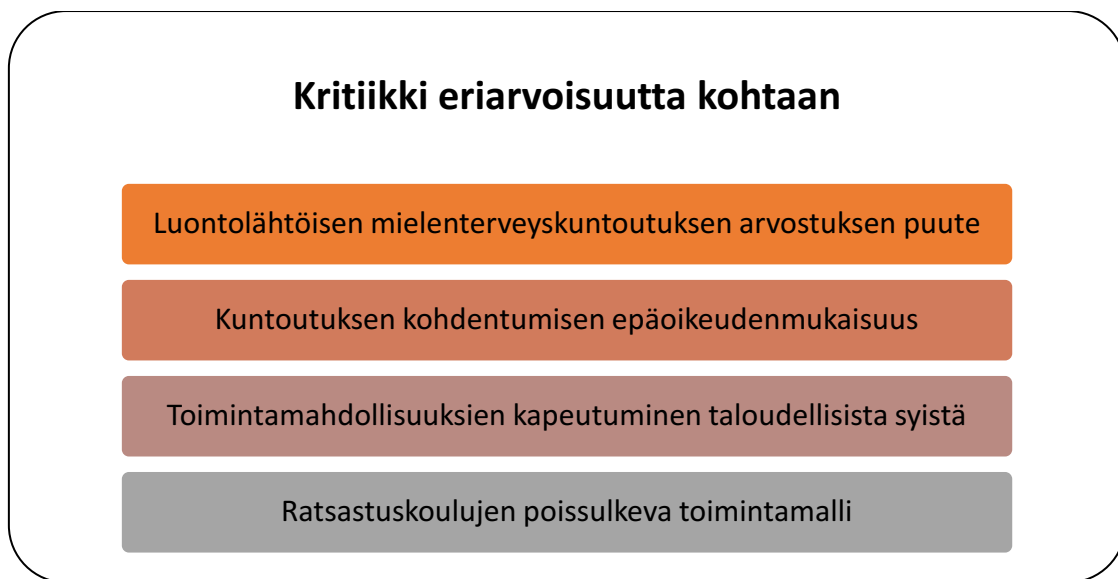 Kritiikki eriarvoisuutta kohtaan
Luontolähtöisen mielenterveyskuntoutuksen arvostuksen puute
Kuntoutuksen kohdentumisen epäoikeudenmukaisuus
Toimintamahdollisuuksien kapeutuminen taloudellisista syistä
Ratsastuskoulujen poissulkeva toimintamalli